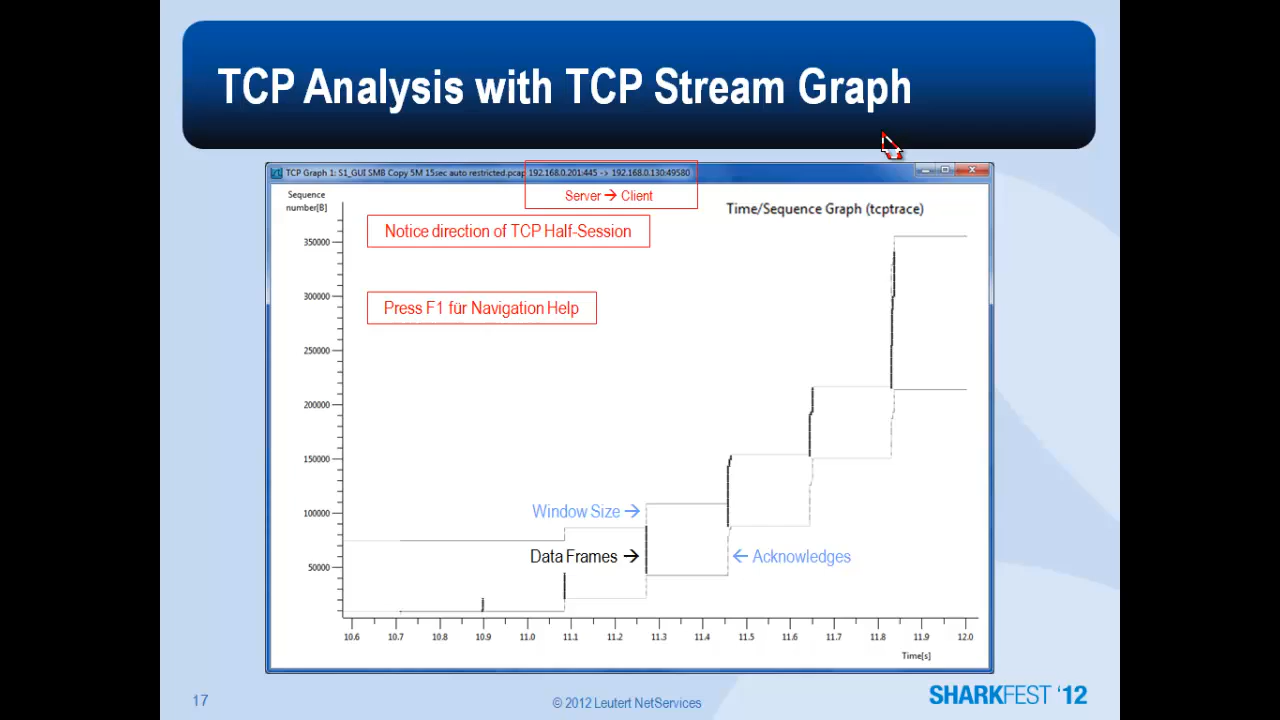 TCP Analysis with TCP Stream Graph
TCP Graph 1: S1_GUI SMB Copy 5M 15sec auto restricted.pcap 192.168.0.201:445 -> 192.168.0.130:49580
Server → Client
Sequence
number[B]
Time/Sequence Graph (tcptrace)
Notice direction of TCP Half-Session
Press F1 für Navigation Help
350000
300000
250000
200000
150000
100000
50000
Window Size →
Data Frames →
← Acknowledges
10.6 10.7 10.8 10.9 11.0 11.1 11.2 11.3 11.4 11.5 11.6 11.7 11.8 11.9 12.0
Time[s]
17
© 2012 Leutert NetServices
SHARKFEST '12